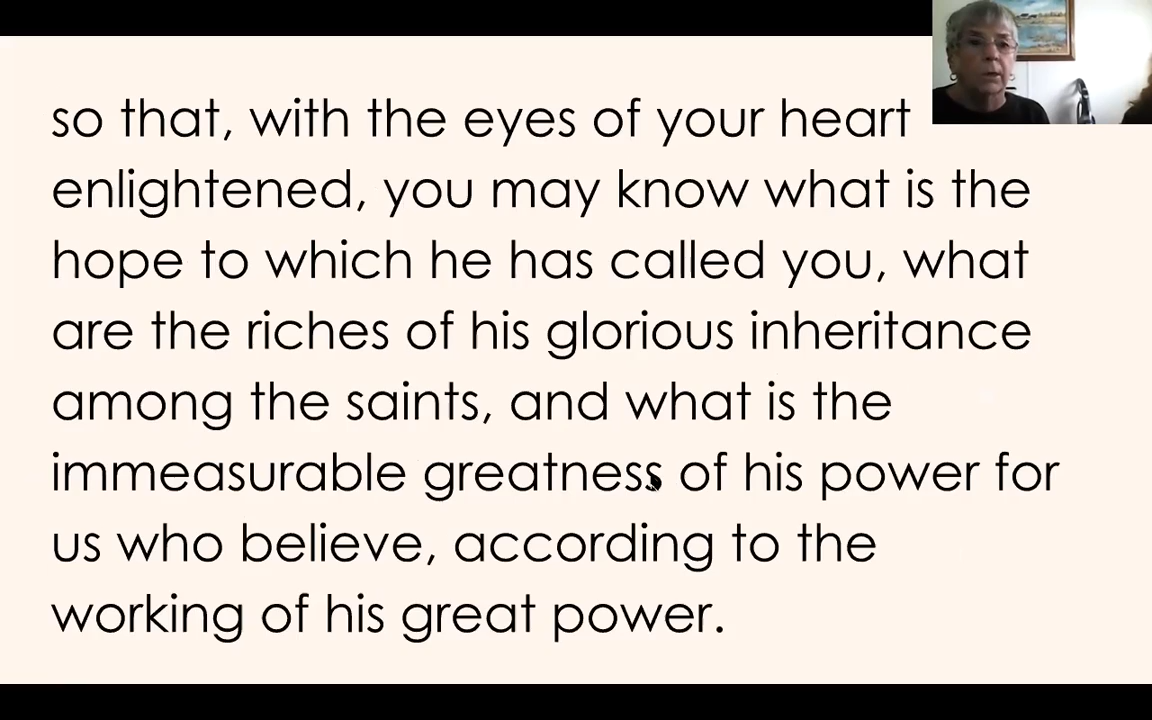 so that, with the eyes of your heart
enlightened, you may know what is the
hope to which he has called you, what
are the riches of his glorious inheritance
among the saints, and what is the
immeasurable greatness of his power for
us who believe, according to the
working of his great power.